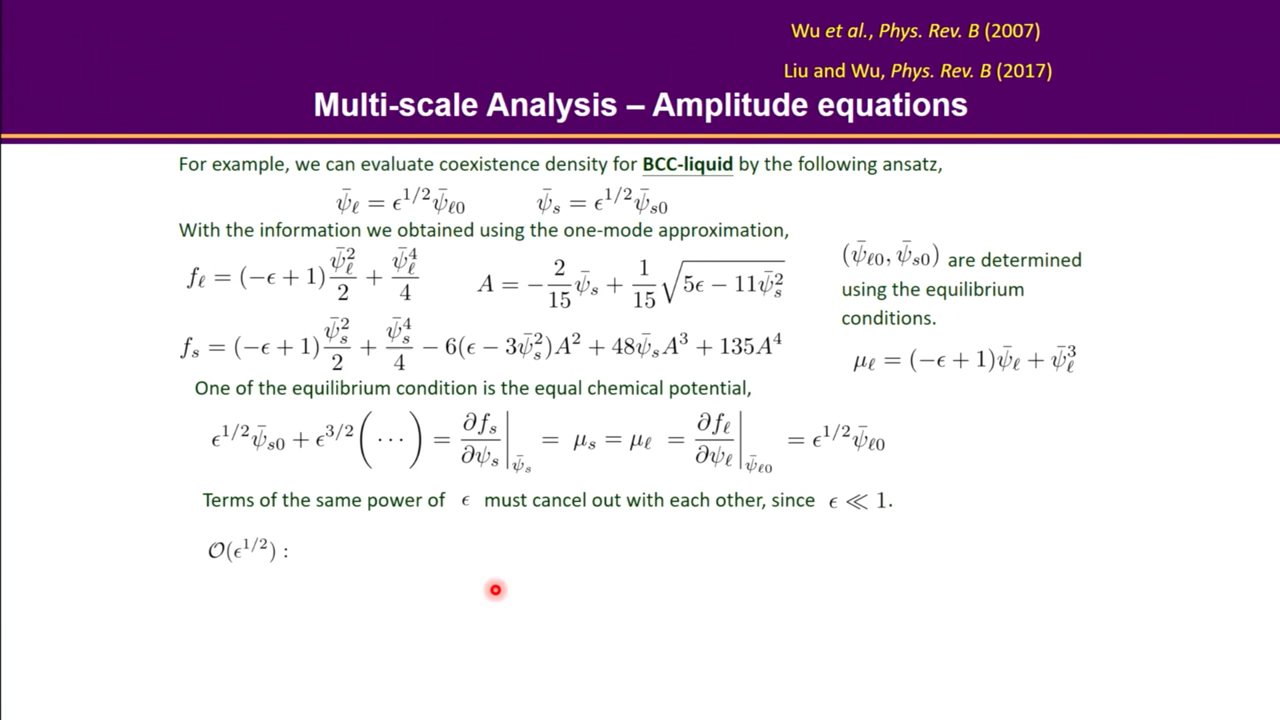 Wu et al., Phys. Rev. B (2007)
Liu and Wu, Phys. Rev. B (2017)
Multi-scale Analysis – Amplitude equations
For example, we can evaluate coexistence density for BCC-liquid by the following ansatz,
ψ̄_ℓ = ϵ^{1/2} ψ̄_{ℓ0}    ψ̄_s = ϵ^{1/2} ψ̄_{s0}
With the information we obtained using the one-mode approximation,
f_ℓ = (−ϵ + 1) ψ̄_ℓ^2/2 + ψ̄_ℓ^4/4    A = −(2/15) ψ̄_s + (1/15) √(5ϵ − 11ψ̄_s^2)
f_s = (−ϵ + 1) ψ̄_s^2/2 + ψ̄_s^4/4 − 6(ϵ − 3ψ̄_s^2)A^2 + 48ψ̄_s A^3 + 135A^4
(ψ̄_{ℓ0}, ψ̄_{s0}) are determined
using the equilibrium
conditions.
μ_ℓ = (−ϵ + 1)ψ̄_ℓ + ψ̄_ℓ^3
One of the equilibrium condition is the equal chemical potential,
ϵ^{1/2} ψ̄_{s0} + ϵ^{3/2} (⋯) = ∂f_s/∂ψ_s |_{ψ̄_s} = μ_s = μ_ℓ = ∂f_ℓ/∂ψ_ℓ |_{ψ̄_{ℓ0}} = ϵ^{1/2} ψ̄_{ℓ0}
Terms of the same power of ϵ must cancel out with each other, since ϵ ≪ 1.
O(ϵ^{1/2}) :